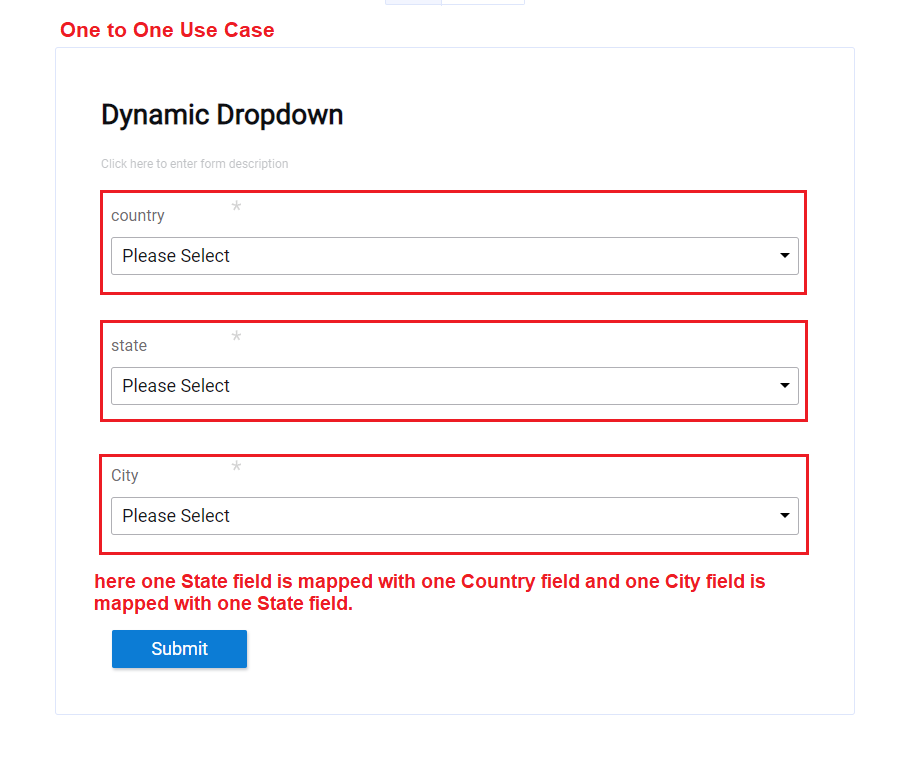 One to One Use Case
Dynamic Dropdown
Click here to enter form description
country *
Please Select
state *
Please Select
City *
Please Select
here one State field is mapped with one Country field and one City field is
mapped with one State field.
Submit